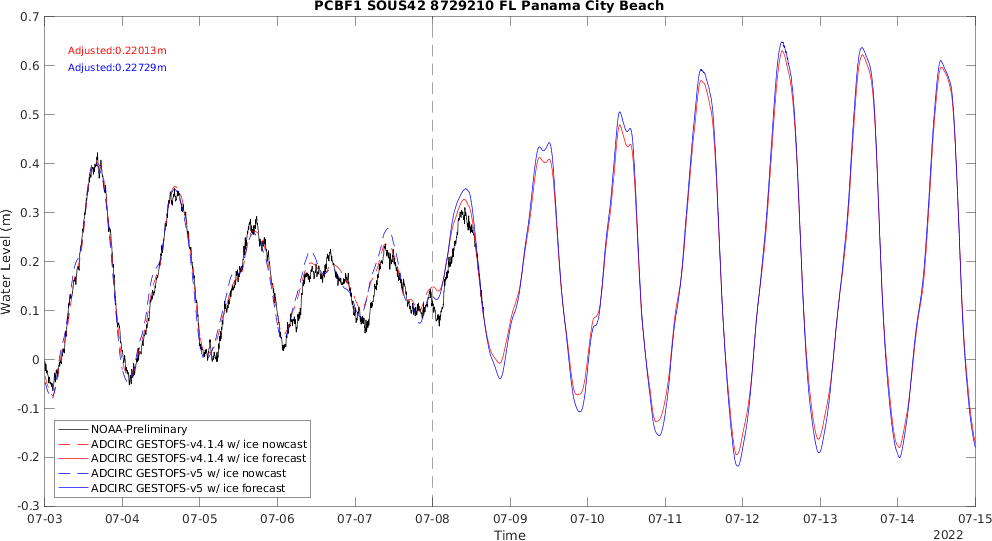 PCBF1 SOUS42 8729210 FL Panama City Beach
0.7
0.6
0.5
0.4
0.3
0.2
0.1
0
-0.1
-0.2
-0.3
Water Level (m)
Adjusted:0.22013m
Adjusted:0.22729m
NOAA-Preliminary
ADCIRC GESTOFS-v4.1.4 w/ ice nowcast
ADCIRC GESTOFS-v4.1.4 w/ ice forecast
ADCIRC GESTOFS-v5 w/ ice nowcast
ADCIRC GESTOFS-v5 w/ ice forecast
07-03 07-04 07-05 07-06 07-07 07-08 07-09 07-10 07-11 07-12 07-13 07-14 07-15
Time
2022